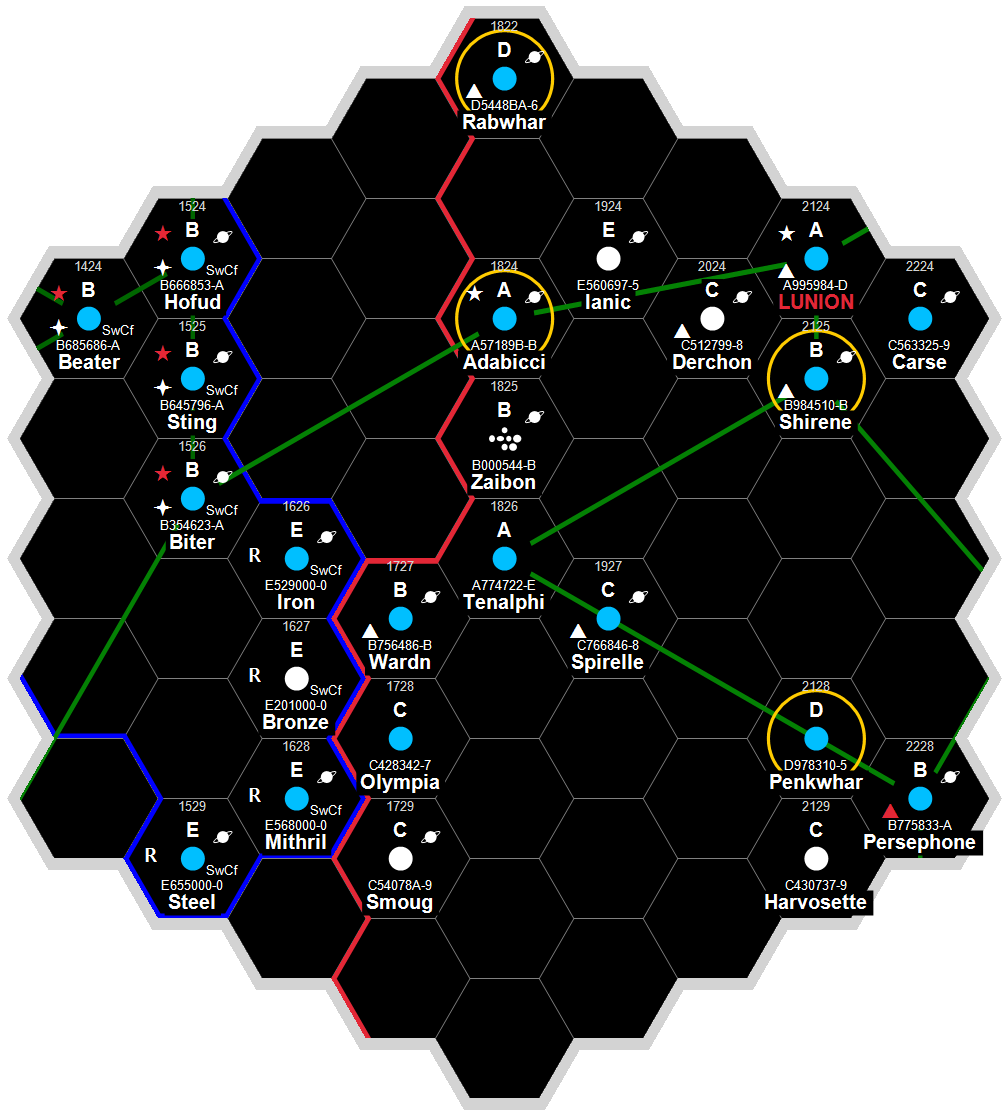 1822
D
D5448BA-6
Rabwhar
1524
B
SwCf
B666853-A
Hofud
1924
E
E560697-5
Ianic
2124
A
A995984-D
LUNION
1424
B
SwCf
B685686-A
Beater
1824
A
A57189B-B
Adabicci
2024
C
C512799-8
Derchon
2224
C
C563325-9
Carse
1525
B
SwCf
B645796-A
Sting
2125
B
B984510-B
Shirene
1825
B
B000544-B
Zaibon
1526
B
SwCf
B354623-A
Biter
1626
E
R
SwCf
E529000-0
Iron
1826
A
A774722-E
Tenalphi
1727
B
B756486-B
Wardn
1927
C
C766846-8
Spirelle
1627
E
R
SwCf
E201000-0
Bronze
1728
C
C428342-7
Olympia
2128
D
D978310-5
Penkwhar
1628
E
R
SwCf
E568000-0
Mithril
2228
B
B775833-A
Persephone
1529
E
R
SwCf
E655000-0
Steel
1729
C
C54078A-9
Smoug
2129
C
C430737-9
Harvosette